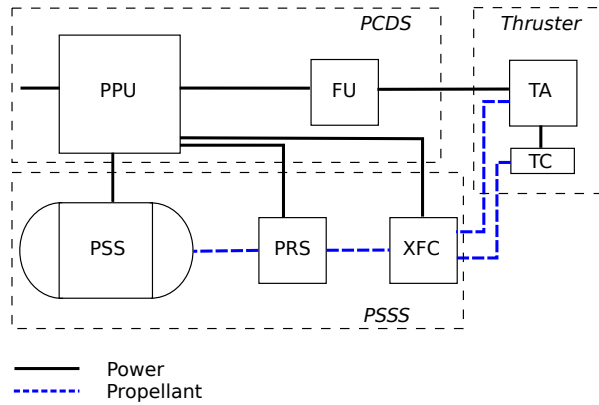 PCDS
Thruster
PPU
FU
TA
TC
PSS
PRS
XFC
PSSS
Power
Propellant